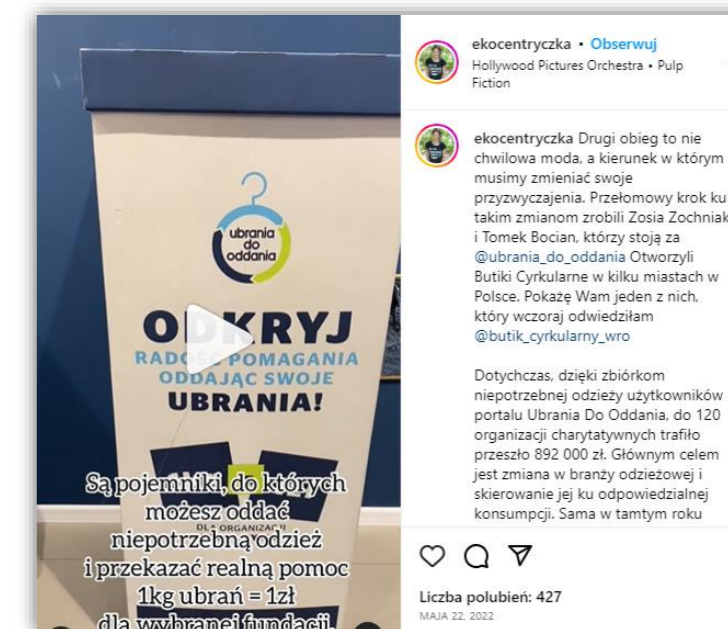 ubrania
do
oddania
ODKRYJ
RADOŚĆ POMAGANIA
ODDAJĄC SWOJE
UBRANIA!
DLA ORGANIZACJI
Są pojemniki, do których
możesz oddać
niepotrzebną odzież
i przekazać realną pomoc
1kg ubrań = 1zł
dla wybranej fundacji
ekocentryczka • Obserwuj
Hollywood Pictures Orchestra • Pulp
Fiction
ekocentryczka Drugi obieg to nie
chwilowa moda, a kierunek w którym
musimy zmieniać swoje
przyzwyczajenia. Przełomowy krok ku
takim zmianom zrobili Zosia Zochniak
i Tomek Bocian, którzy stoją za
@ubrania_do_oddania Otworzyli
Butiki Cyrkularne w kilku miastach w
Polsce. Pokażę Wam jeden z nich,
który wczoraj odwiedziłam
@butik_cyrkularny_wro
Dotychczas, dzięki zbiórkom
niepotrzebnej odzieży użytkowników
portalu Ubrania Do Oddania, do 120
organizacji charytatywnych trafiło
przeszło 892 000 zł. Głównym celem
jest zmiana w branży odzieżowej i
skierowanie jej ku odpowiedzialnej
konsumpcji. Sama w tamtym roku
Liczba polubień: 427
MAJA 22, 2022